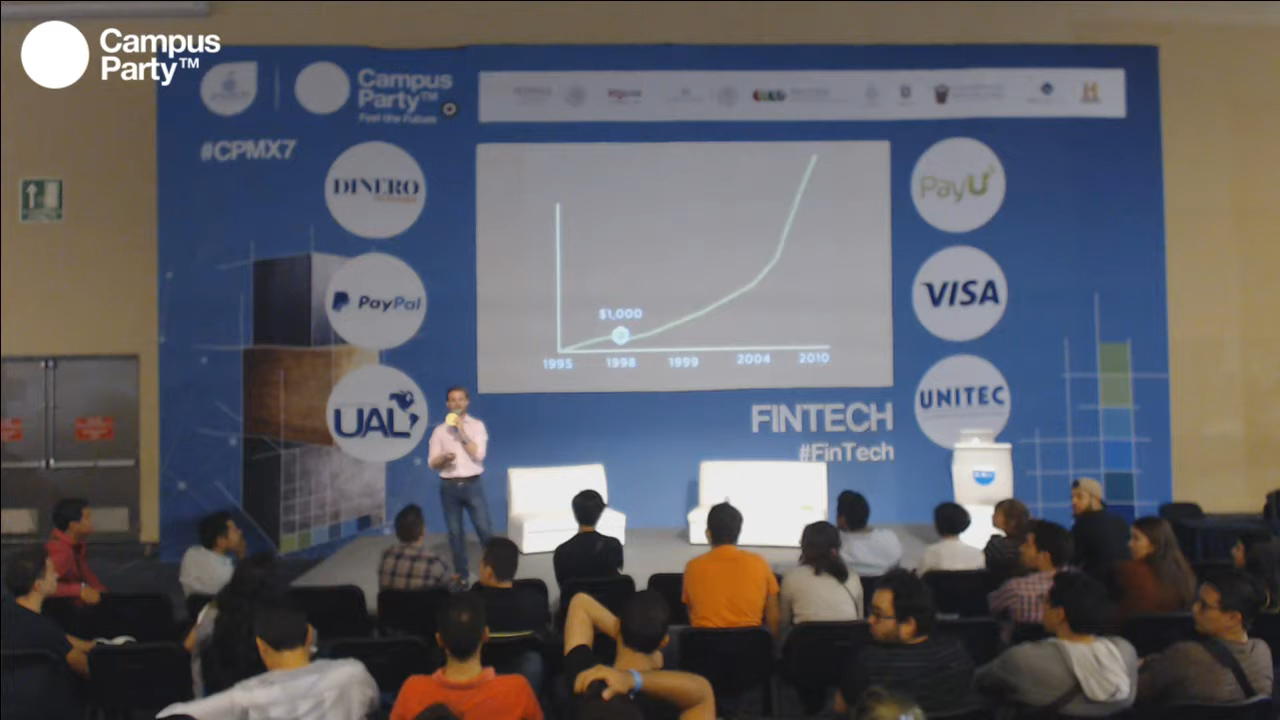 Campus
Party™
Campus
Party™
Feel the Future
#CPMX7
DINERO
PayPal
UAL
$1,000
1995 1998 1999 2004 2010
PayU
VISA
UNITEC
FINTECH
#FinTech